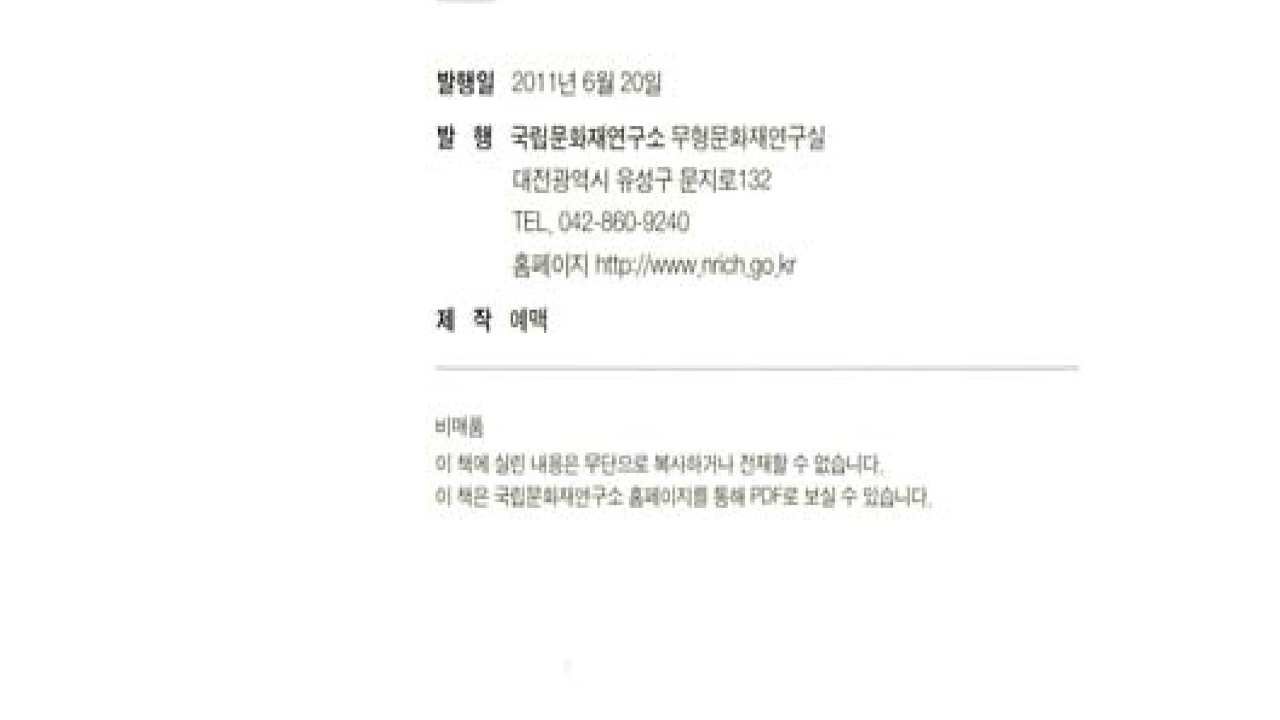 발행일 2011년 6월 20일
발 행 국립문화재연구소 무형문화재연구실
대전광역시 유성구 문지로132
TEL. 042-860-9240
홈페이지 http://www.nrich.go.kr
제 작 예맥
비매품
이 책에 실린 내용은 무단으로 복사하거나 전재할 수 없습니다.
이 책은 국립문화재연구소 홈페이지를 통해 PDF로 보실 수 있습니다.